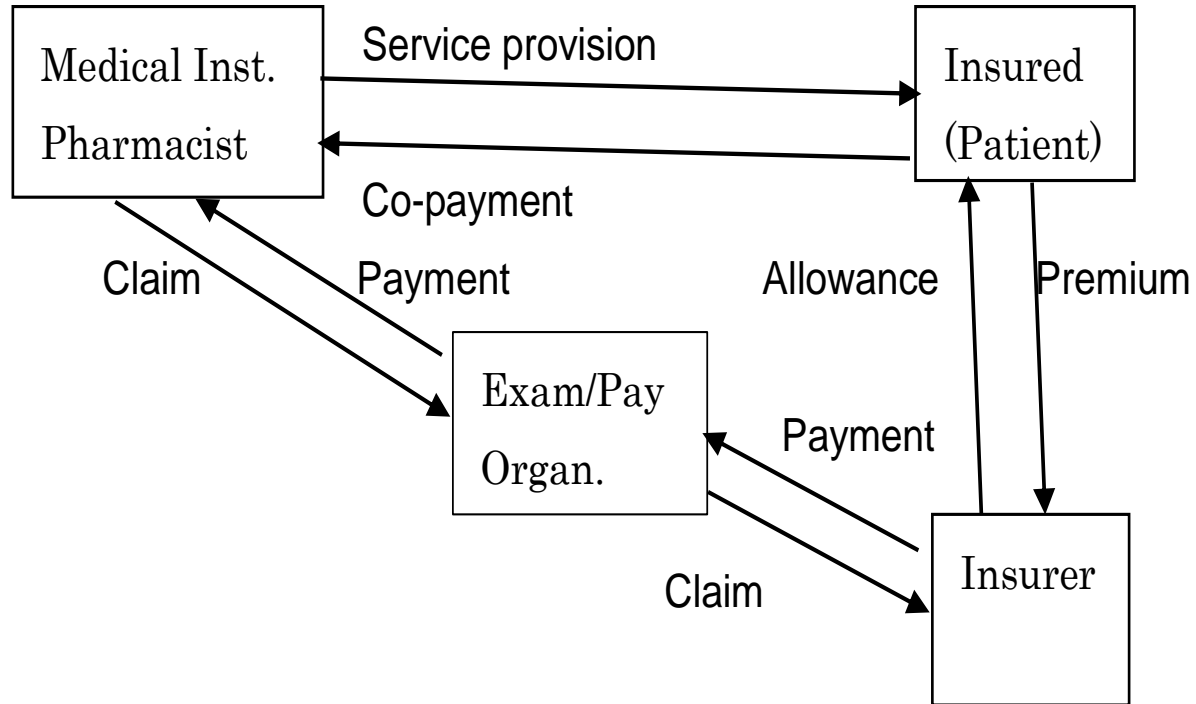 Medical Inst.
Pharmacist
Service provision
Insured
(Patient)
Co-payment
Claim
Payment
Allowance
Premium
Exam/Pay
Organ.
Payment
Claim
Insurer